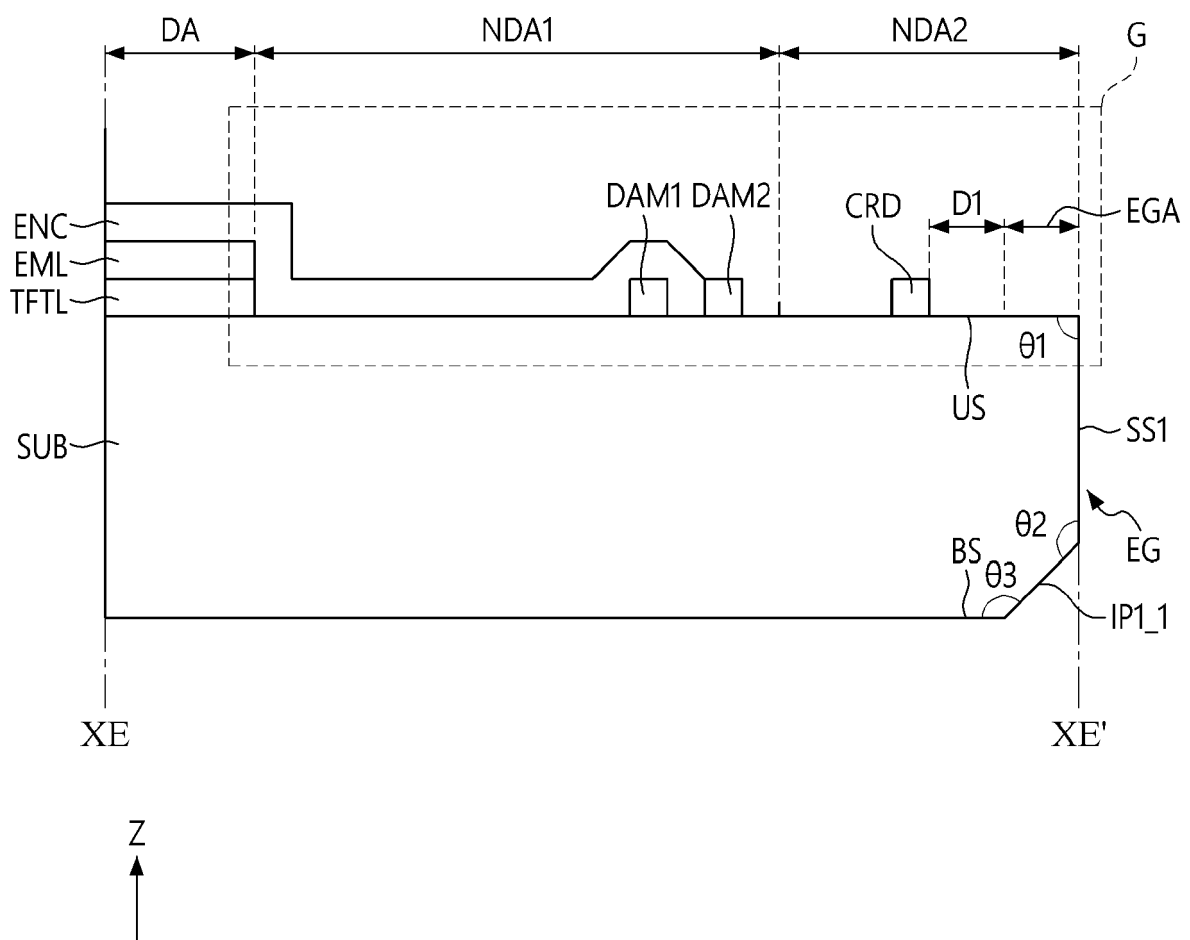 DA NDA1 NDA2 G
DAM1 DAM2 CRD D1 EGA
ENC
EML
TFTL
θ1
US
SUB SS1
θ2
EG
BS θ3
IP1_1
XE XE'
Z